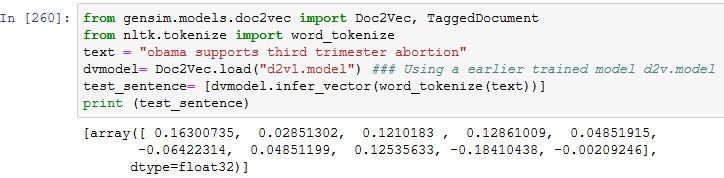 In [260]: from gensim.models.doc2vec import Doc2Vec, TaggedDocument
from nltk.tokenize import word_tokenize
text = "obama supports third trimester abortion"
dvmodel= Doc2Vec.load("d2v1.model") ### Using a earlier trained model d2v.model
test_sentence= [dvmodel.infer_vector(word_tokenize(text))]
print (test_sentence)
[array([ 0.16300735,  0.02851302,  0.1210183 ,  0.12861009,  0.04851915,
-0.06422314,  0.04851199,  0.12535633, -0.18410438, -0.00209246],
dtype=float32)]